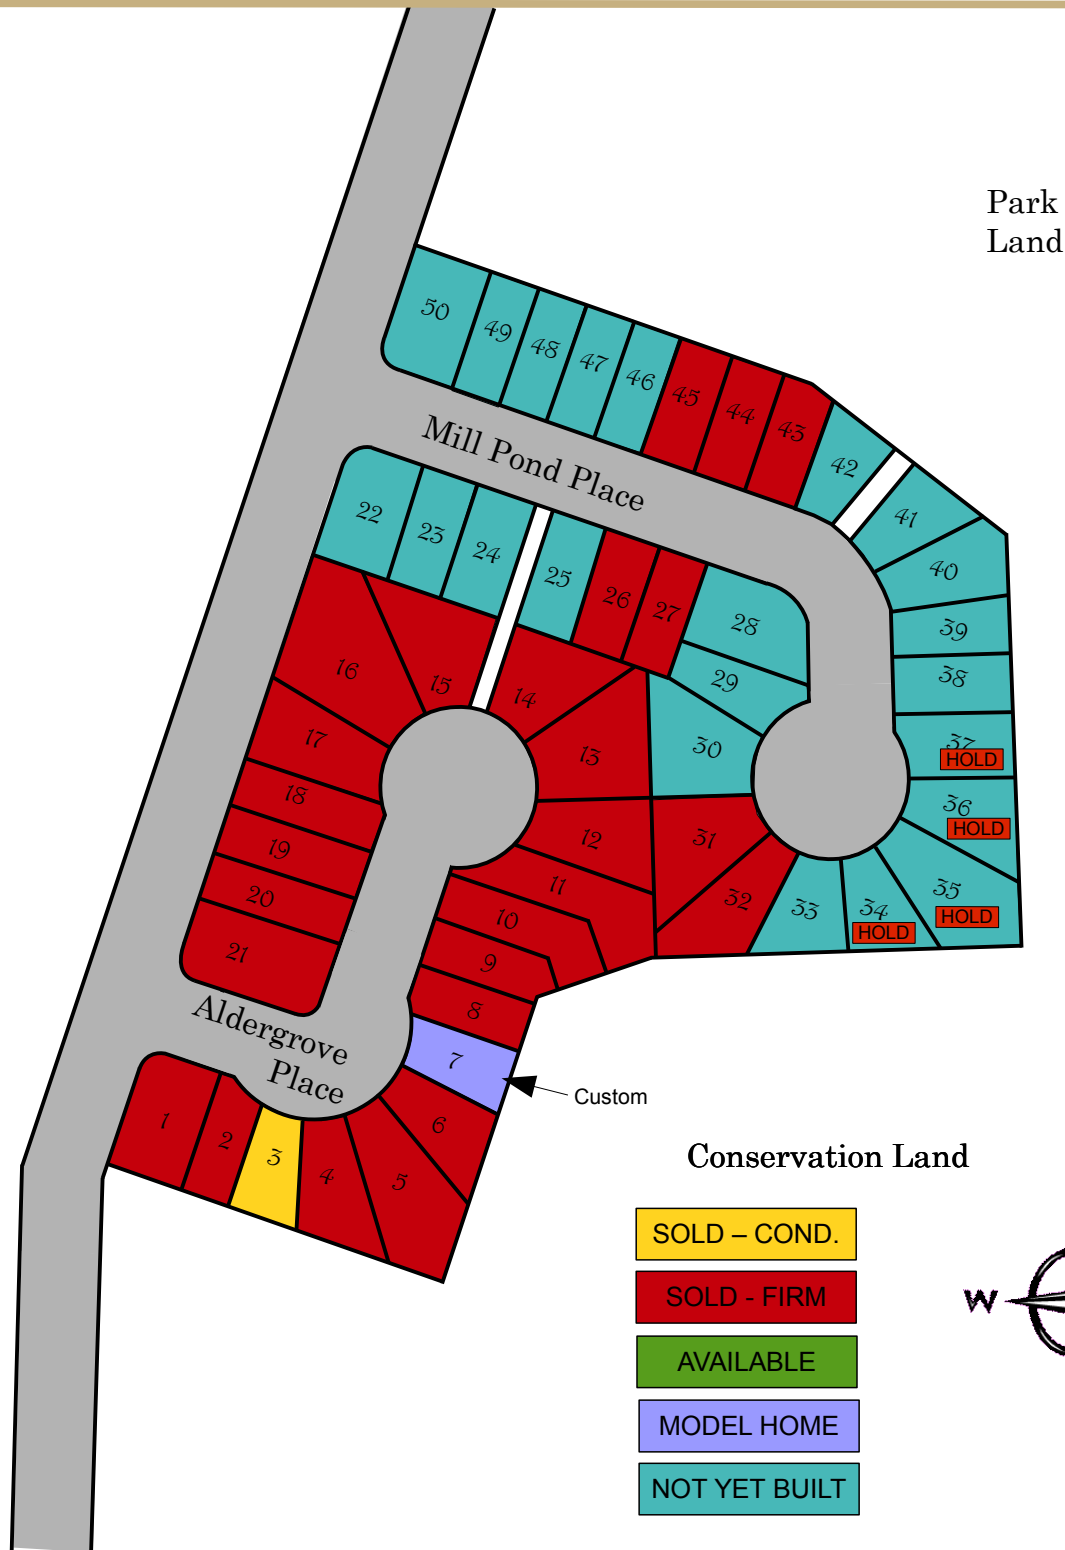 Park
Land
50
49
48
47
46
45
44
43
42
41
40
39
38
37
HOLD
36
HOLD
35
HOLD
34
HOLD
33
32
31
30
29
28
27
26
25
24
23
22
Mill Pond Place
16
15
14
13
12
11
10
9
8
7
Custom
6
5
4
3
2
1
17
18
19
20
21
Aldergrove
Place
Conservation Land
SOLD – COND.
SOLD - FIRM
AVAILABLE
MODEL HOME
NOT YET BUILT
W